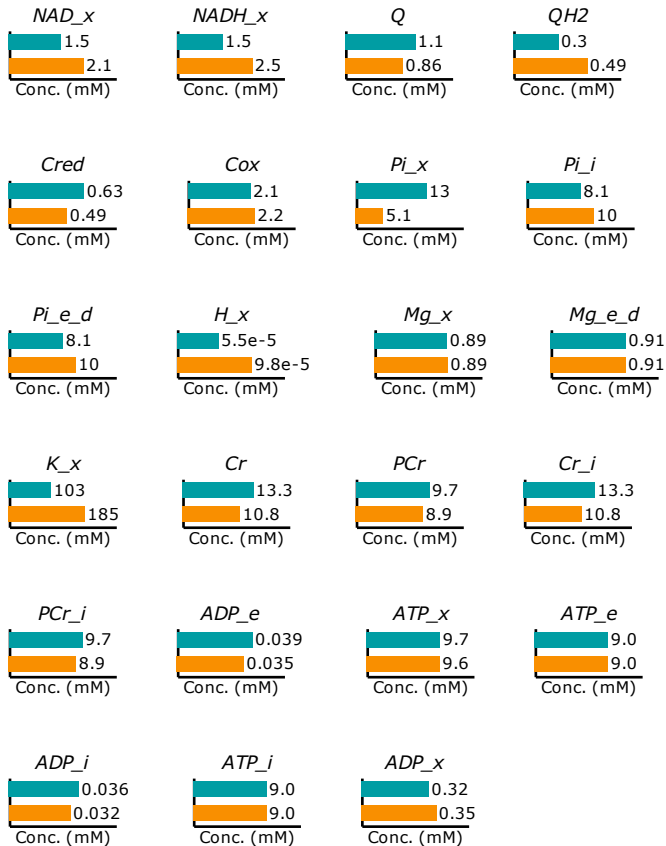 NAD_x NADH_x Q QH2
1.5 1.5 1.1 0.3
2.1 2.5 0.86 0.49
Conc. (mM) Conc. (mM) Conc. (mM) Conc. (mM)
Cred Cox Pi_x Pi_i
0.63 2.1 13 8.1
0.49 2.2 5.1 10
Conc. (mM) Conc. (mM) Conc. (mM) Conc. (mM)
Pi_e_d H_x Mg_x Mg_e_d
8.1 5.5e-5 0.89 0.91
10 9.8e-5 0.89 0.91
Conc. (mM) Conc. (mM) Conc. (mM) Conc. (mM)
K_x Cr PCr Cr_i
103 13.3 9.7 13.3
185 10.8 8.9 10.8
Conc. (mM) Conc. (mM) Conc. (mM) Conc. (mM)
PCr_i ADP_e ATP_x ATP_e
9.7 0.039 9.7 9.0
8.9 0.035 9.6 9.0
Conc. (mM) Conc. (mM) Conc. (mM) Conc. (mM)
ADP_i ATP_i ADP_x
0.036 9.0 0.32
0.032 9.0 0.35
Conc. (mM) Conc. (mM) Conc. (mM)